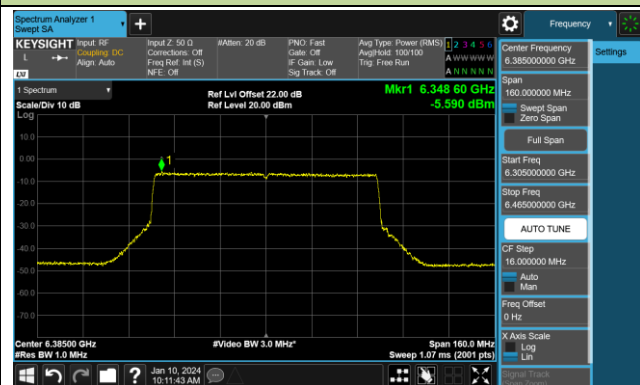 Spectrum Analyzer 1
Swept SA
Frequency
KEYSIGHT
Input: RF
Coupling: DC
Align: Auto
Input Z: 50 Ω
Corrections: Off
Freq Ref: Int (S)
NFE: Off
#Atten: 20 dB
PNO: Fast
Gate: Off
IF Gain: Low
Sig Track: Off
Avg Type: Power (RMS)
Avg|Hold: 100/100
Trig: Free Run
1 2 3 4 5 6
A W W W W W
A N N N N N
L
LXI
1 Spectrum
Scale/Div 10 dB
Log
Ref Lvl Offset 22.00 dB
Ref Level 20.00 dBm
Mkr1 6.348 60 GHz
-5.590 dBm
1
10.0
0.00
-10.0
-20.0
-30.0
-40.0
-50.0
-60.0
-70.0
Center 6.38500 GHz
#Res BW 1.0 MHz
#Video BW 3.0 MHz*
Span 160.0 MHz
Sweep 1.07 ms (2001 pts)
Jan 10, 2024
10:11:43 AM
Center Frequency
6.385000000 GHz
Span
160.000000 MHz
Swept Span
Zero Span
Full Span
Start Freq
6.305000000 GHz
Stop Freq
6.465000000 GHz
AUTO TUNE
CF Step
16.000000 MHz
Auto
Man
Freq Offset
0 Hz
X Axis Scale
Log
Lin
Signal Track
(Span Zoom)
Settings